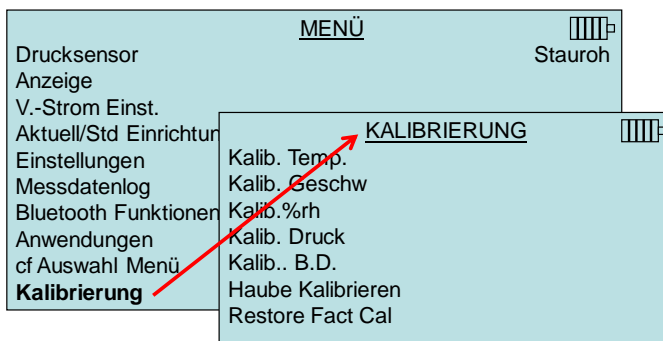 MENÜ
Drucksensor Stauroh
Anzeige
V.-Strom Einst.
Aktuell/Std Einrichtun
Einstellungen
Messdatenlog
Bluetooth Funktionen
Anwendungen
cf Auswahl Menü
Kalibrierung
KALIBRIERUNG
Kalib. Temp.
Kalib. Geschw
Kalib.%rh
Kalib. Druck
Kalib.. B.D.
Haube Kalibrieren
Restore Fact Cal